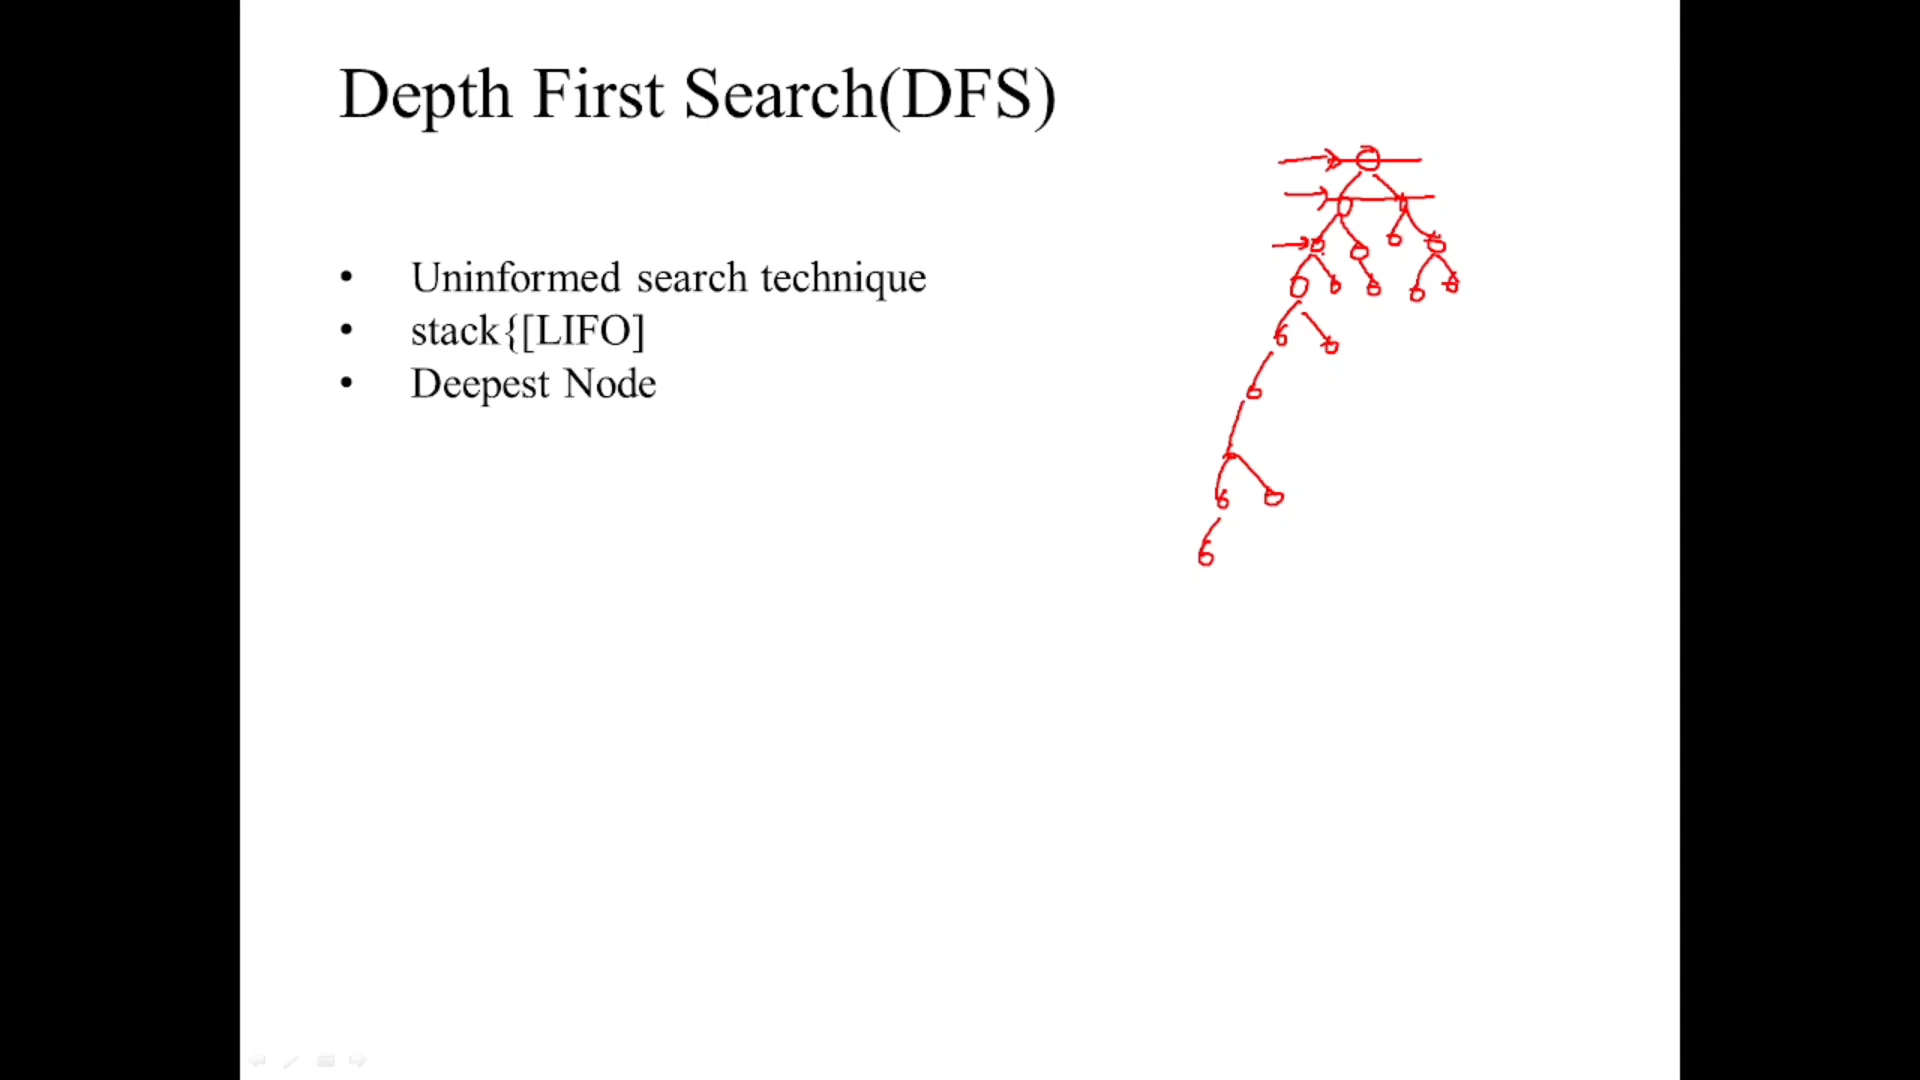 Depth First Search(DFS)
• Uninformed search technique
• stack{[LIFO]
• Deepest Node